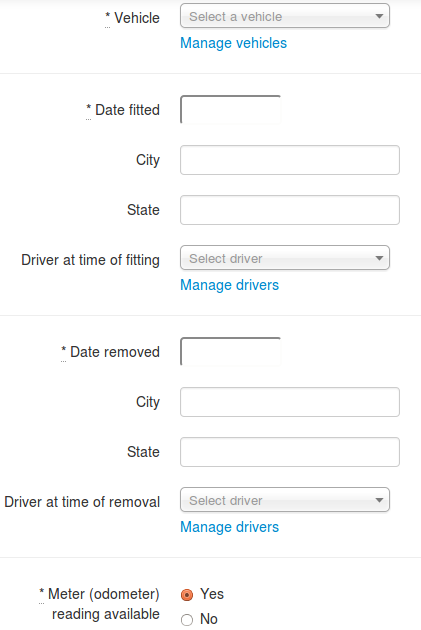 * Vehicle Select a vehicle
Manage vehicles
* Date fitted
City
State
Driver at time of fitting Select driver
Manage drivers
* Date removed
City
State
Driver at time of removal Select driver
Manage drivers
* Meter (odometer) Yes
reading available No